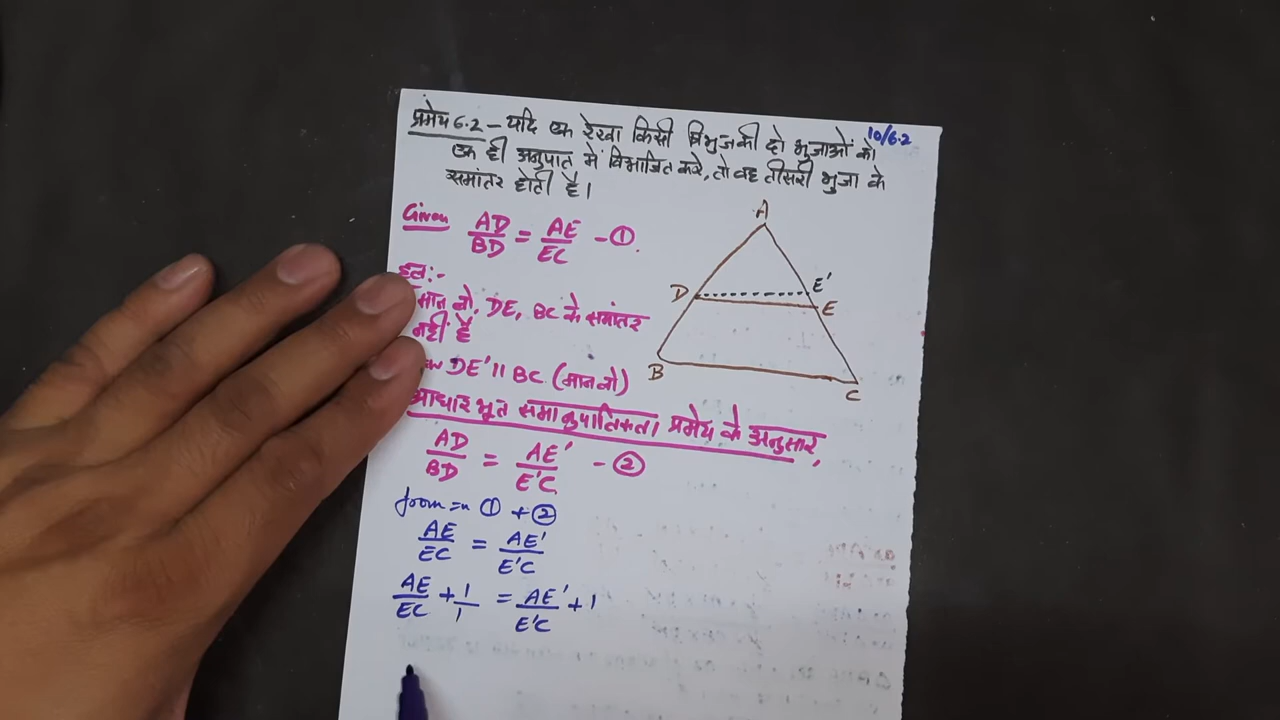 प्रमेय 6.2 – यदि एक रेखा किसी त्रिभुज की दो भुजाओं को
10/6.2
एक ही अनुपात में विभाजित करे, तो वह तीसरी भुजा के
समांतर होती है।
Given AD/BD = AE/EC – ①.
हल:-
मान लो, DE, BC के समांतर
नहीं है
DE' || BC (मान लो)
आधारभूत समानुपातिकता प्रमेय के अनुसार,
AD/BD = AE'/E'C – ②
from =n ① + ②
AE/EC = AE'/E'C
AE/EC + 1/1 = AE'/E'C + 1
A
D
E'
E
B
C